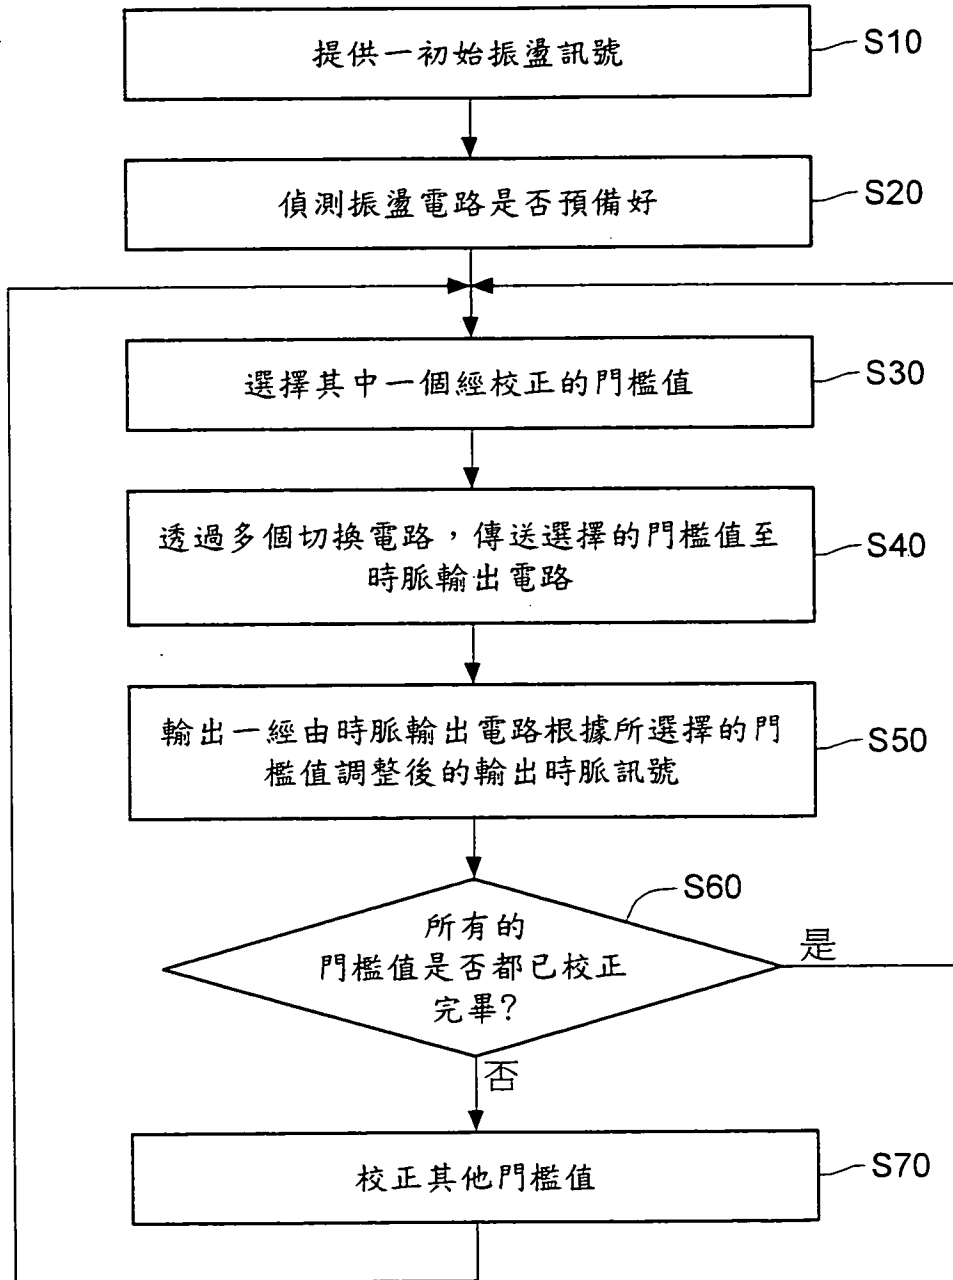 提供一初始振盪訊號
S10
偵測振盪電路是否預備好
S20
選擇其中一個經校正的門檻值
S30
透過多個切換電路，傳送選擇的門檻值至
時脈輸出電路
S40
輸出一經由時脈輸出電路根據所選擇的門
檻值調整後的輸出時脈訊號
S50
S60
所有的
門檻值是否都已校正
完畢?
是
否
校正其他門檻值
S70